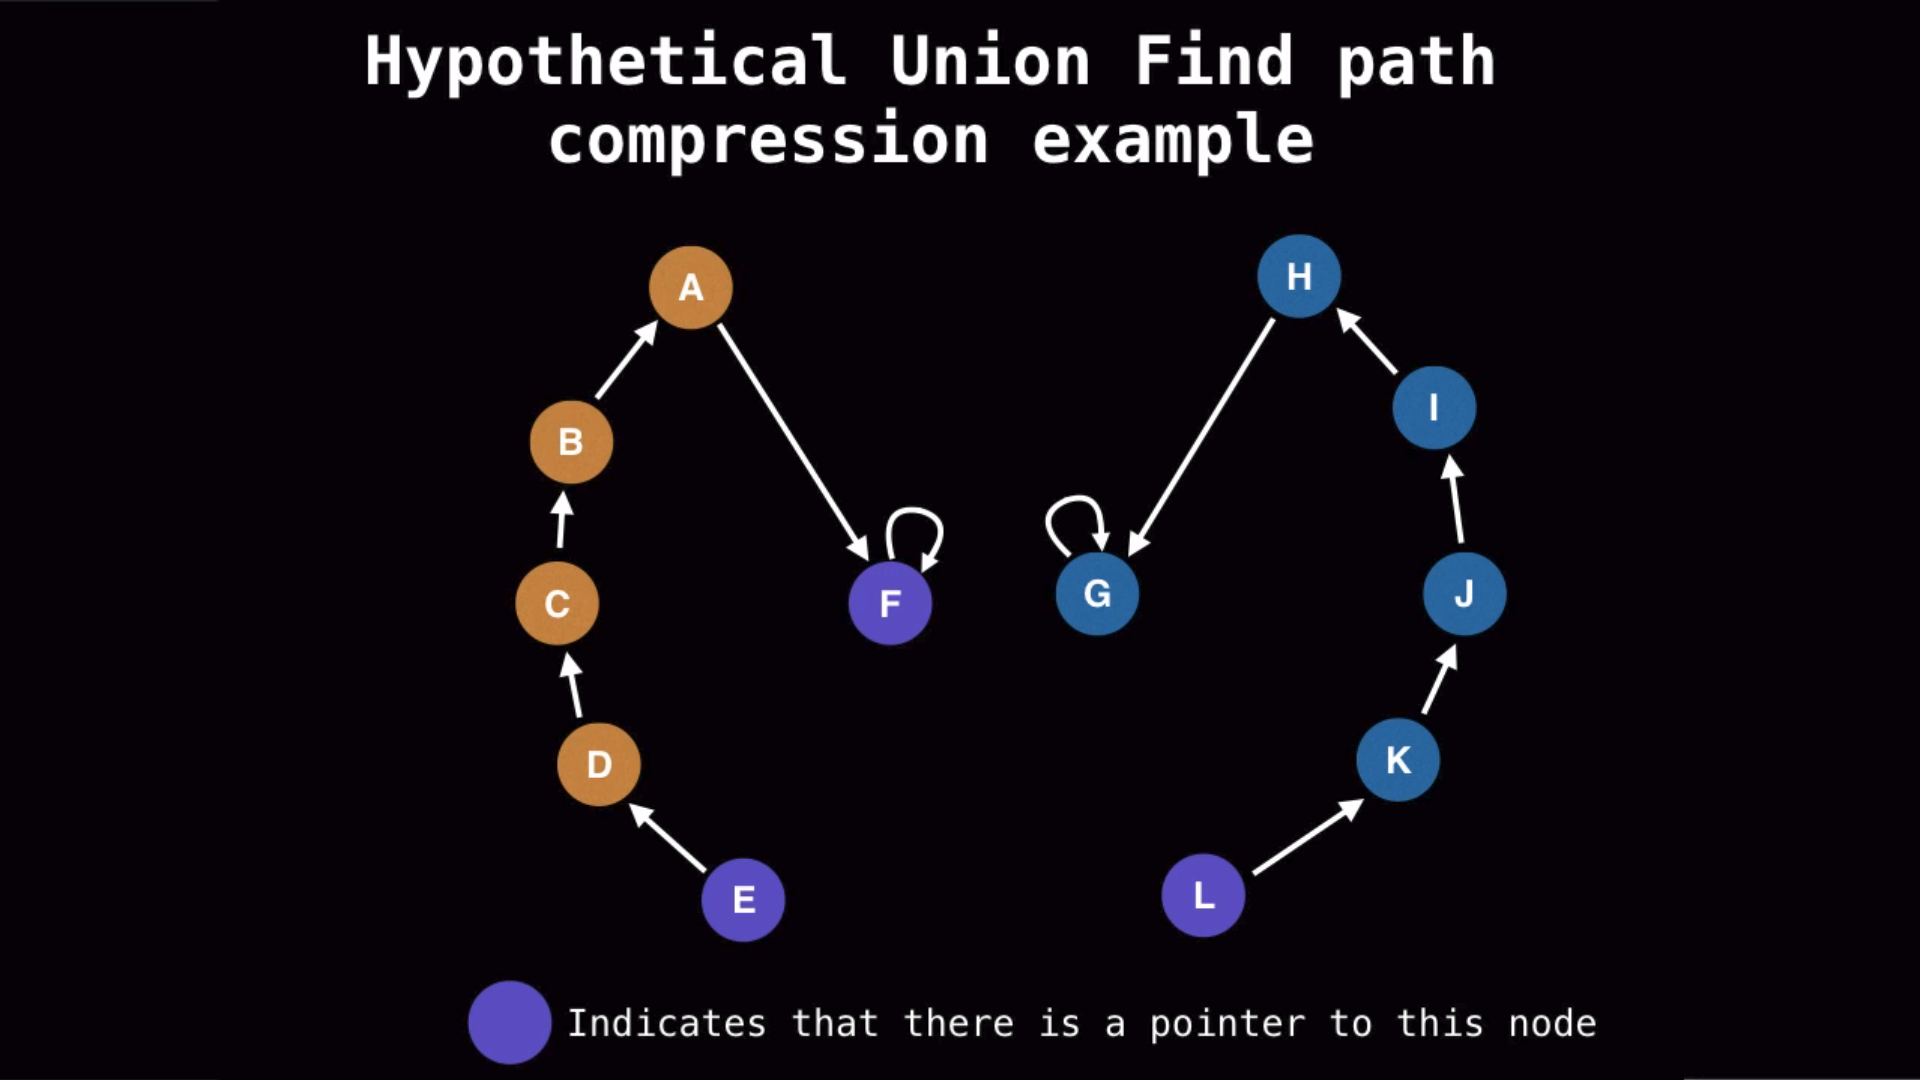 Hypothetical Union Find path
compression example
A
H
I
B
F
G
C
J
D
K
E
L
Indicates that there is a pointer to this node